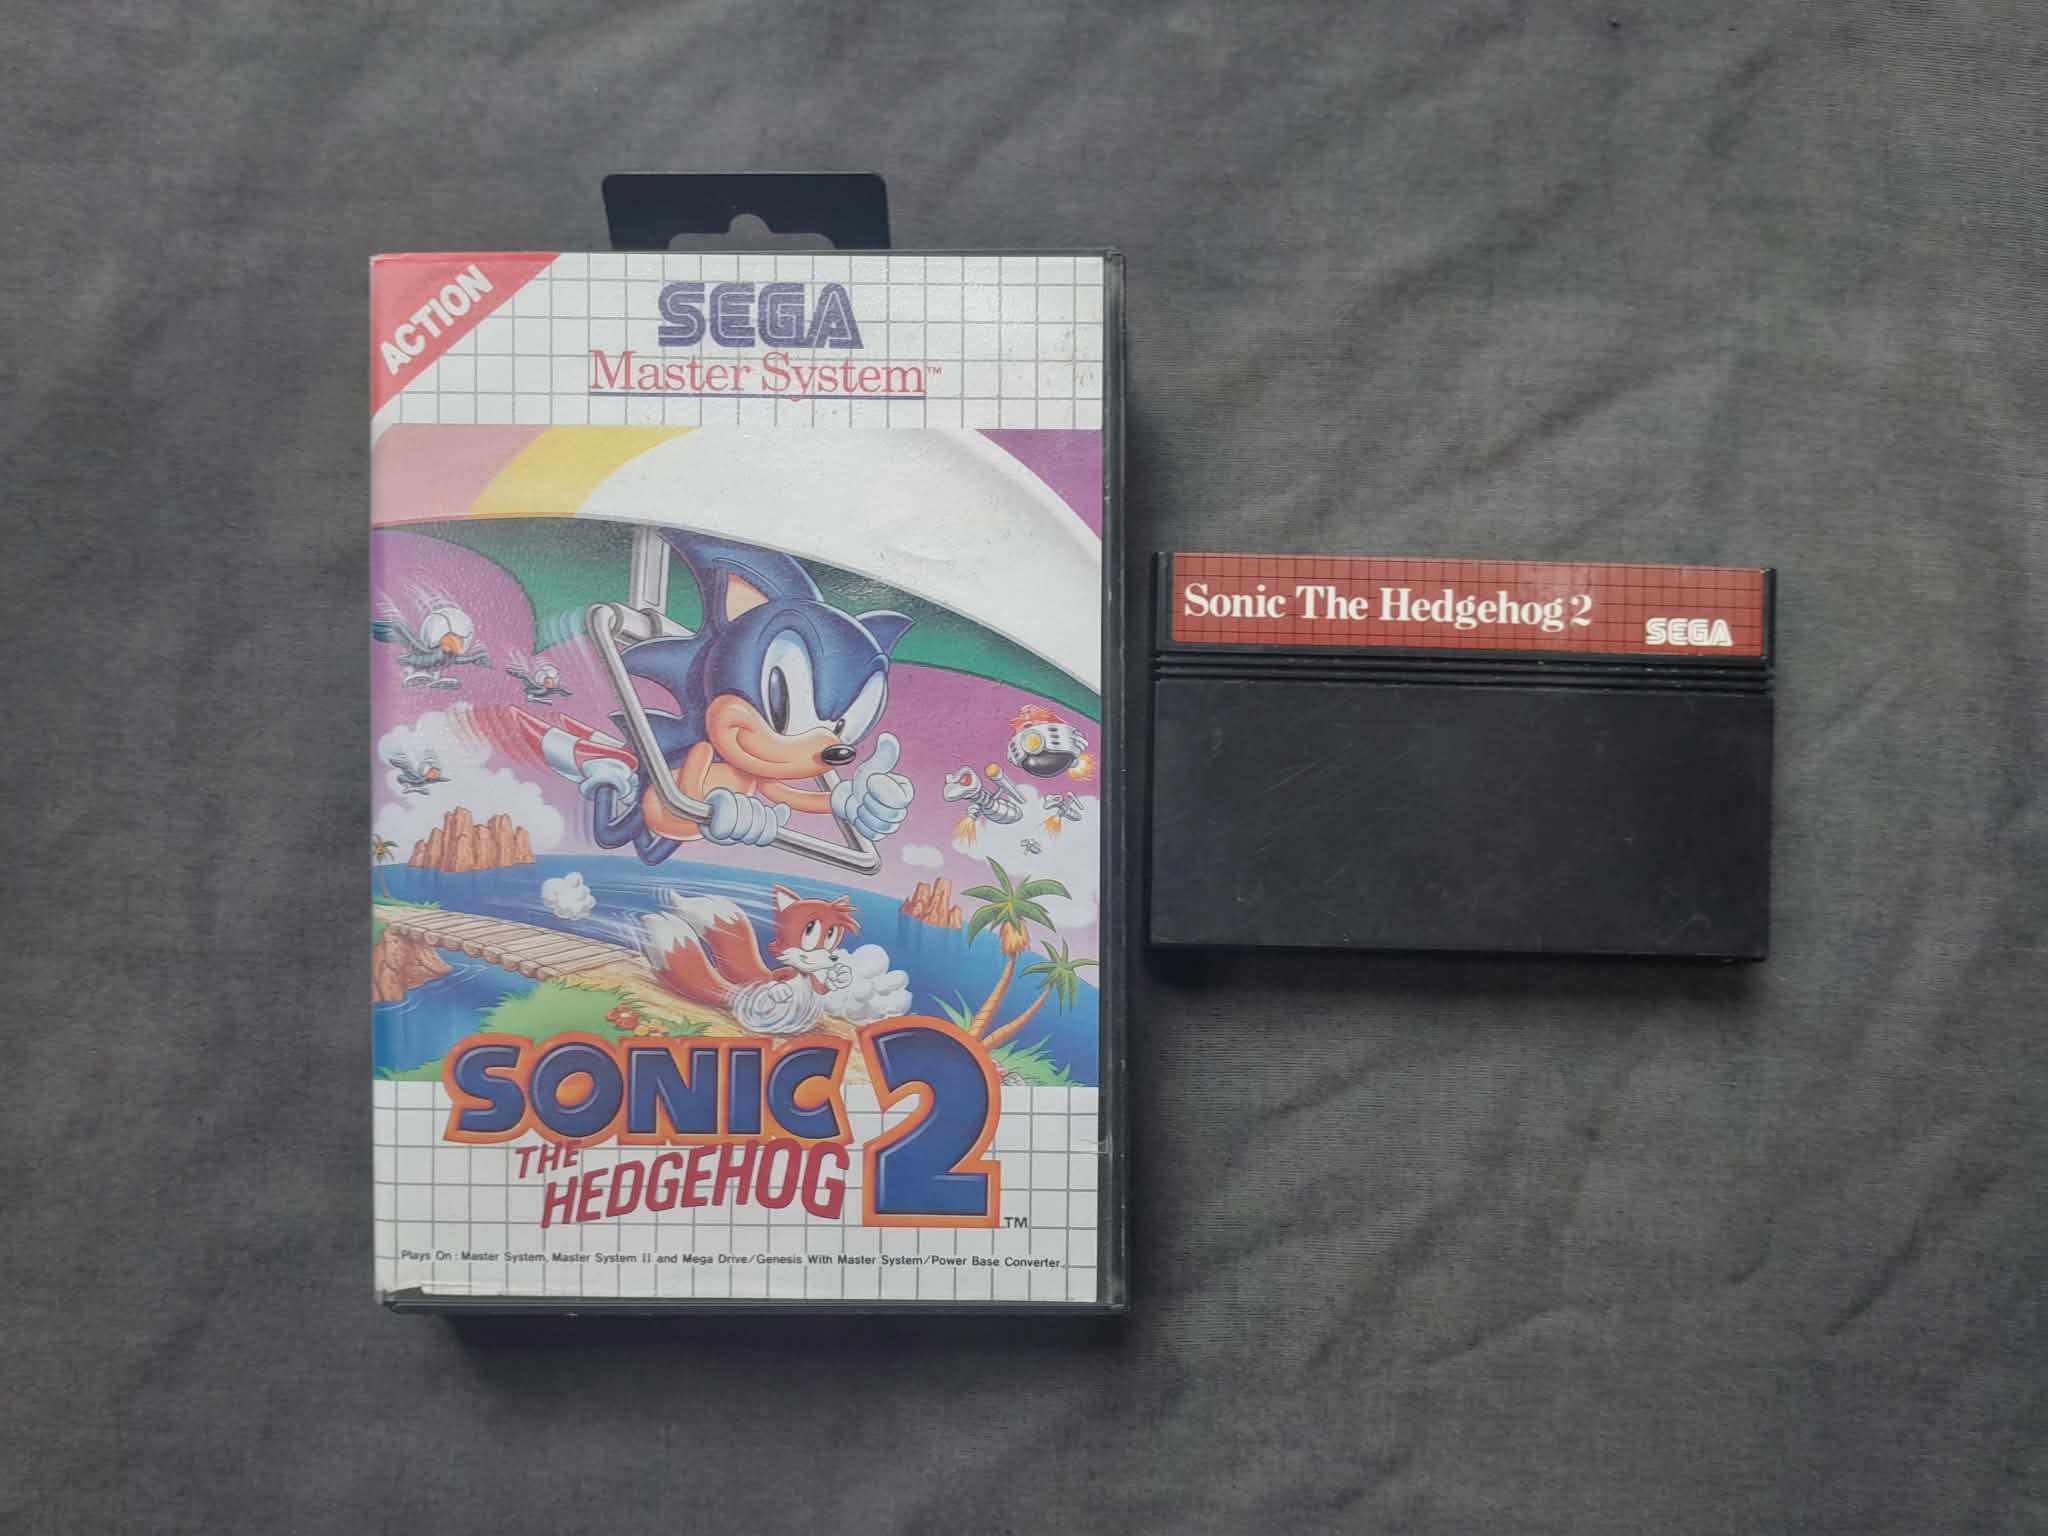 ACTION
SEGA
Master System™
SONIC
THE
HEDGEHOG
2
TM
Plays On : Master System, Master System II and Mega Drive/Genesis With Master System/Power Base Converter.
Sonic The Hedgehog 2
SEGA